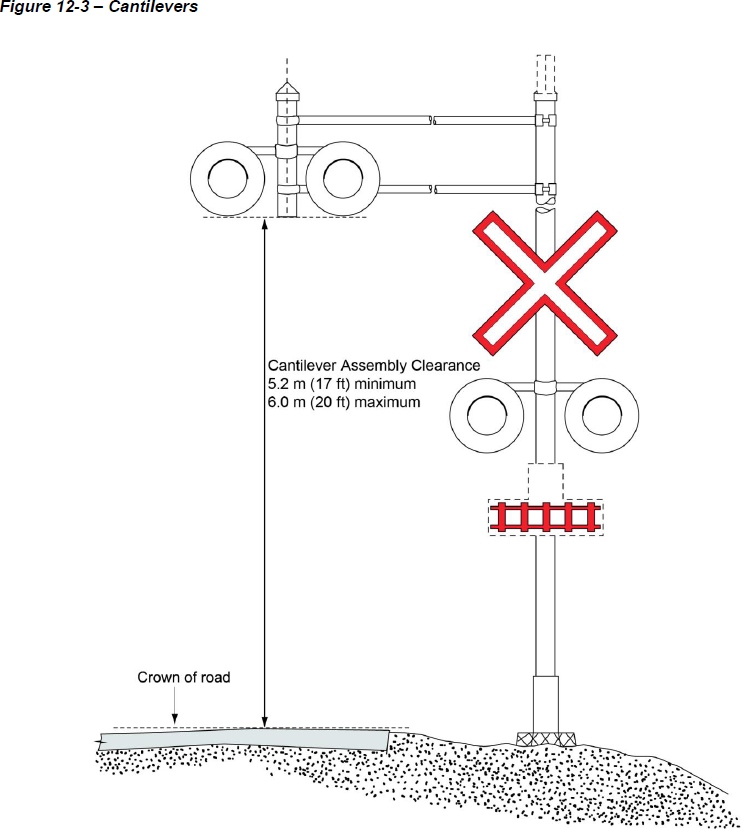 Figure 12-3 – Cantilevers
Cantilever Assembly Clearance
5.2 m (17 ft) minimum
6.0 m (20 ft) maximum
Crown of road